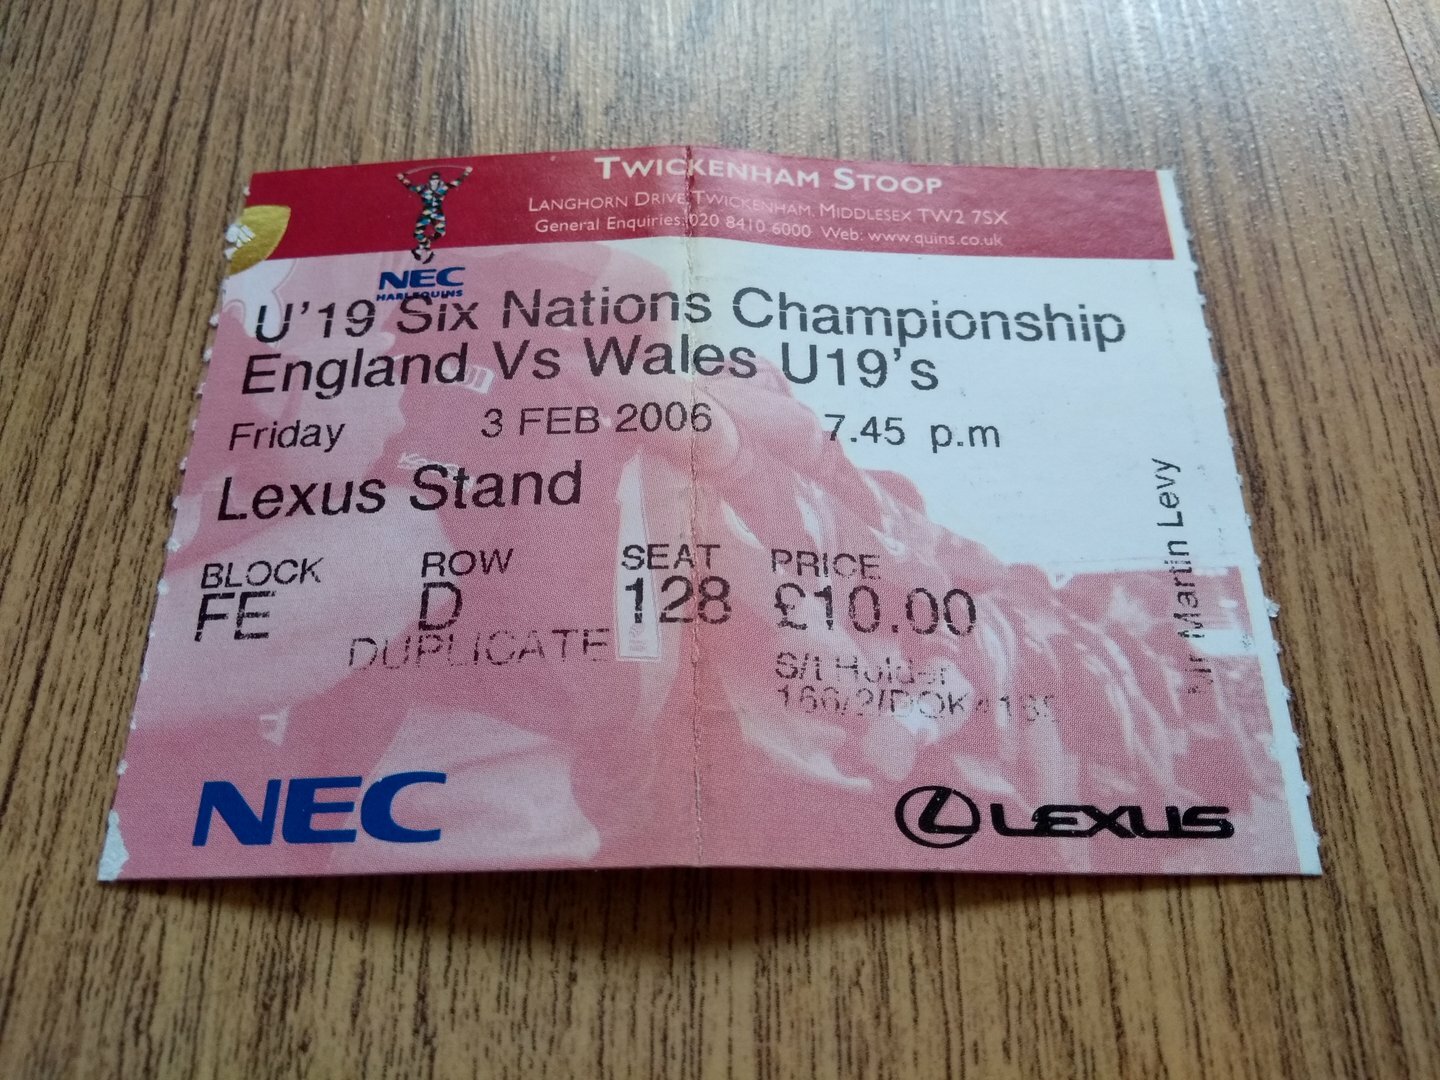 TWICKENHAM STOOP
LANGHORN DRIVE, TWICKENHAM, MIDDLESEX TW2 7SX
General Enquiries: 020 8410 6000 Web: www.quins.co.uk
NEC
HARLEQUINS
U'19 Six Nations Championship
England Vs Wales U19's
Friday 3 FEB 2006 7.45 p.m
Lexus Stand
BLOCK ROW SEAT PRICE
FE D 128 £10.00
DUPLICATE
S/t Holder
Mr Martin Levy
NEC
LEXUS